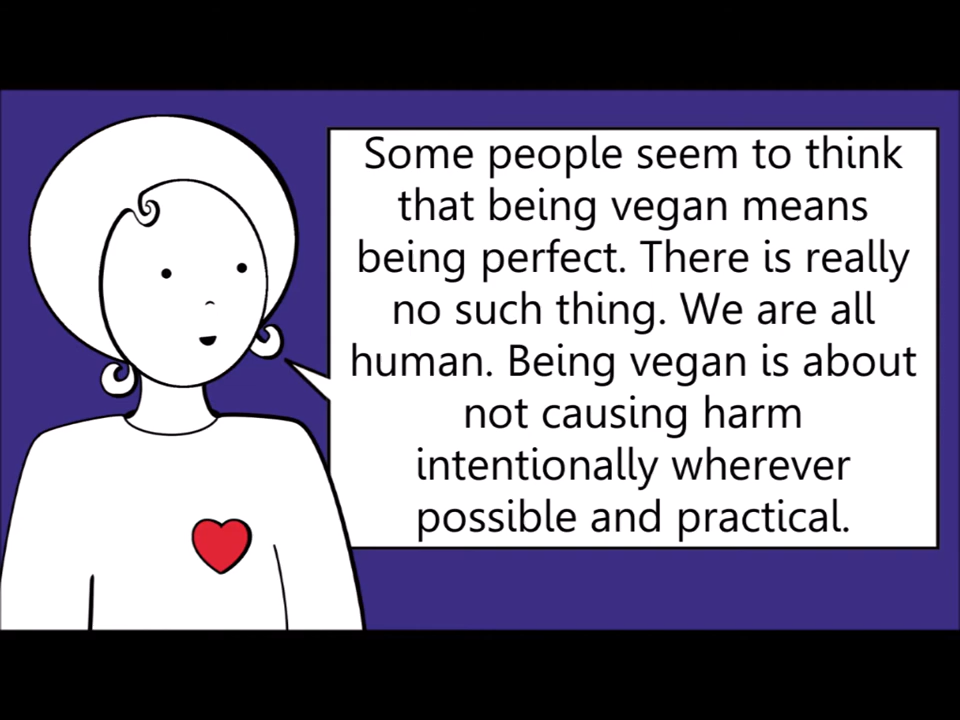 Some people seem to think
that being vegan means
being perfect. There is really
no such thing. We are all
human. Being vegan is about
not causing harm
intentionally wherever
possible and practical.